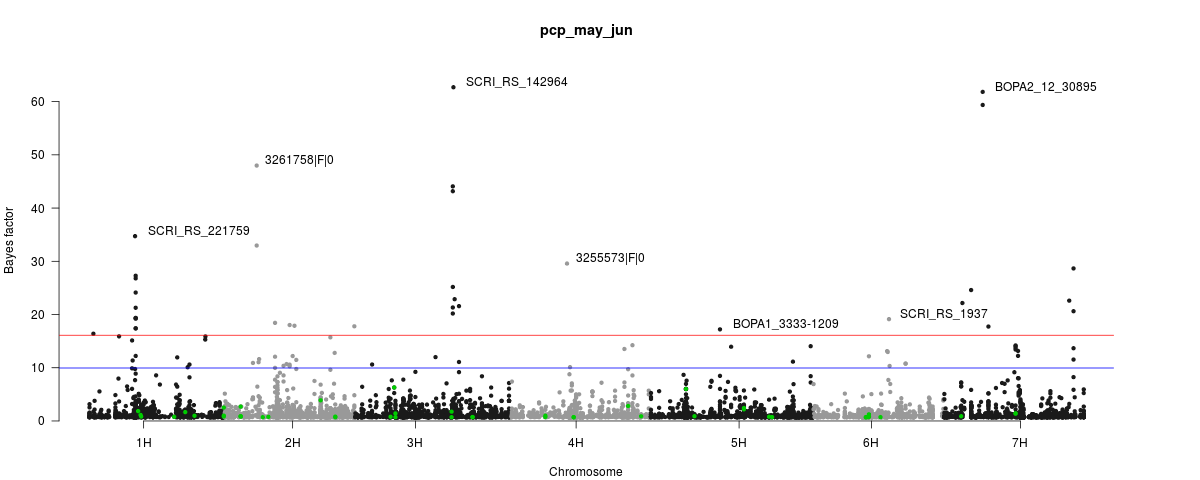 pcp_may_jun
SCRI_RS_142964
BOPA2_12_30895
3261758|F|0
SCRI_RS_221759
3255573|F|0
SCRI_RS_1937
BOPA1_3333-1209
Bayes factor
60
50
40
30
20
10
0
1H 2H 3H 4H 5H 6H 7H
Chromosome